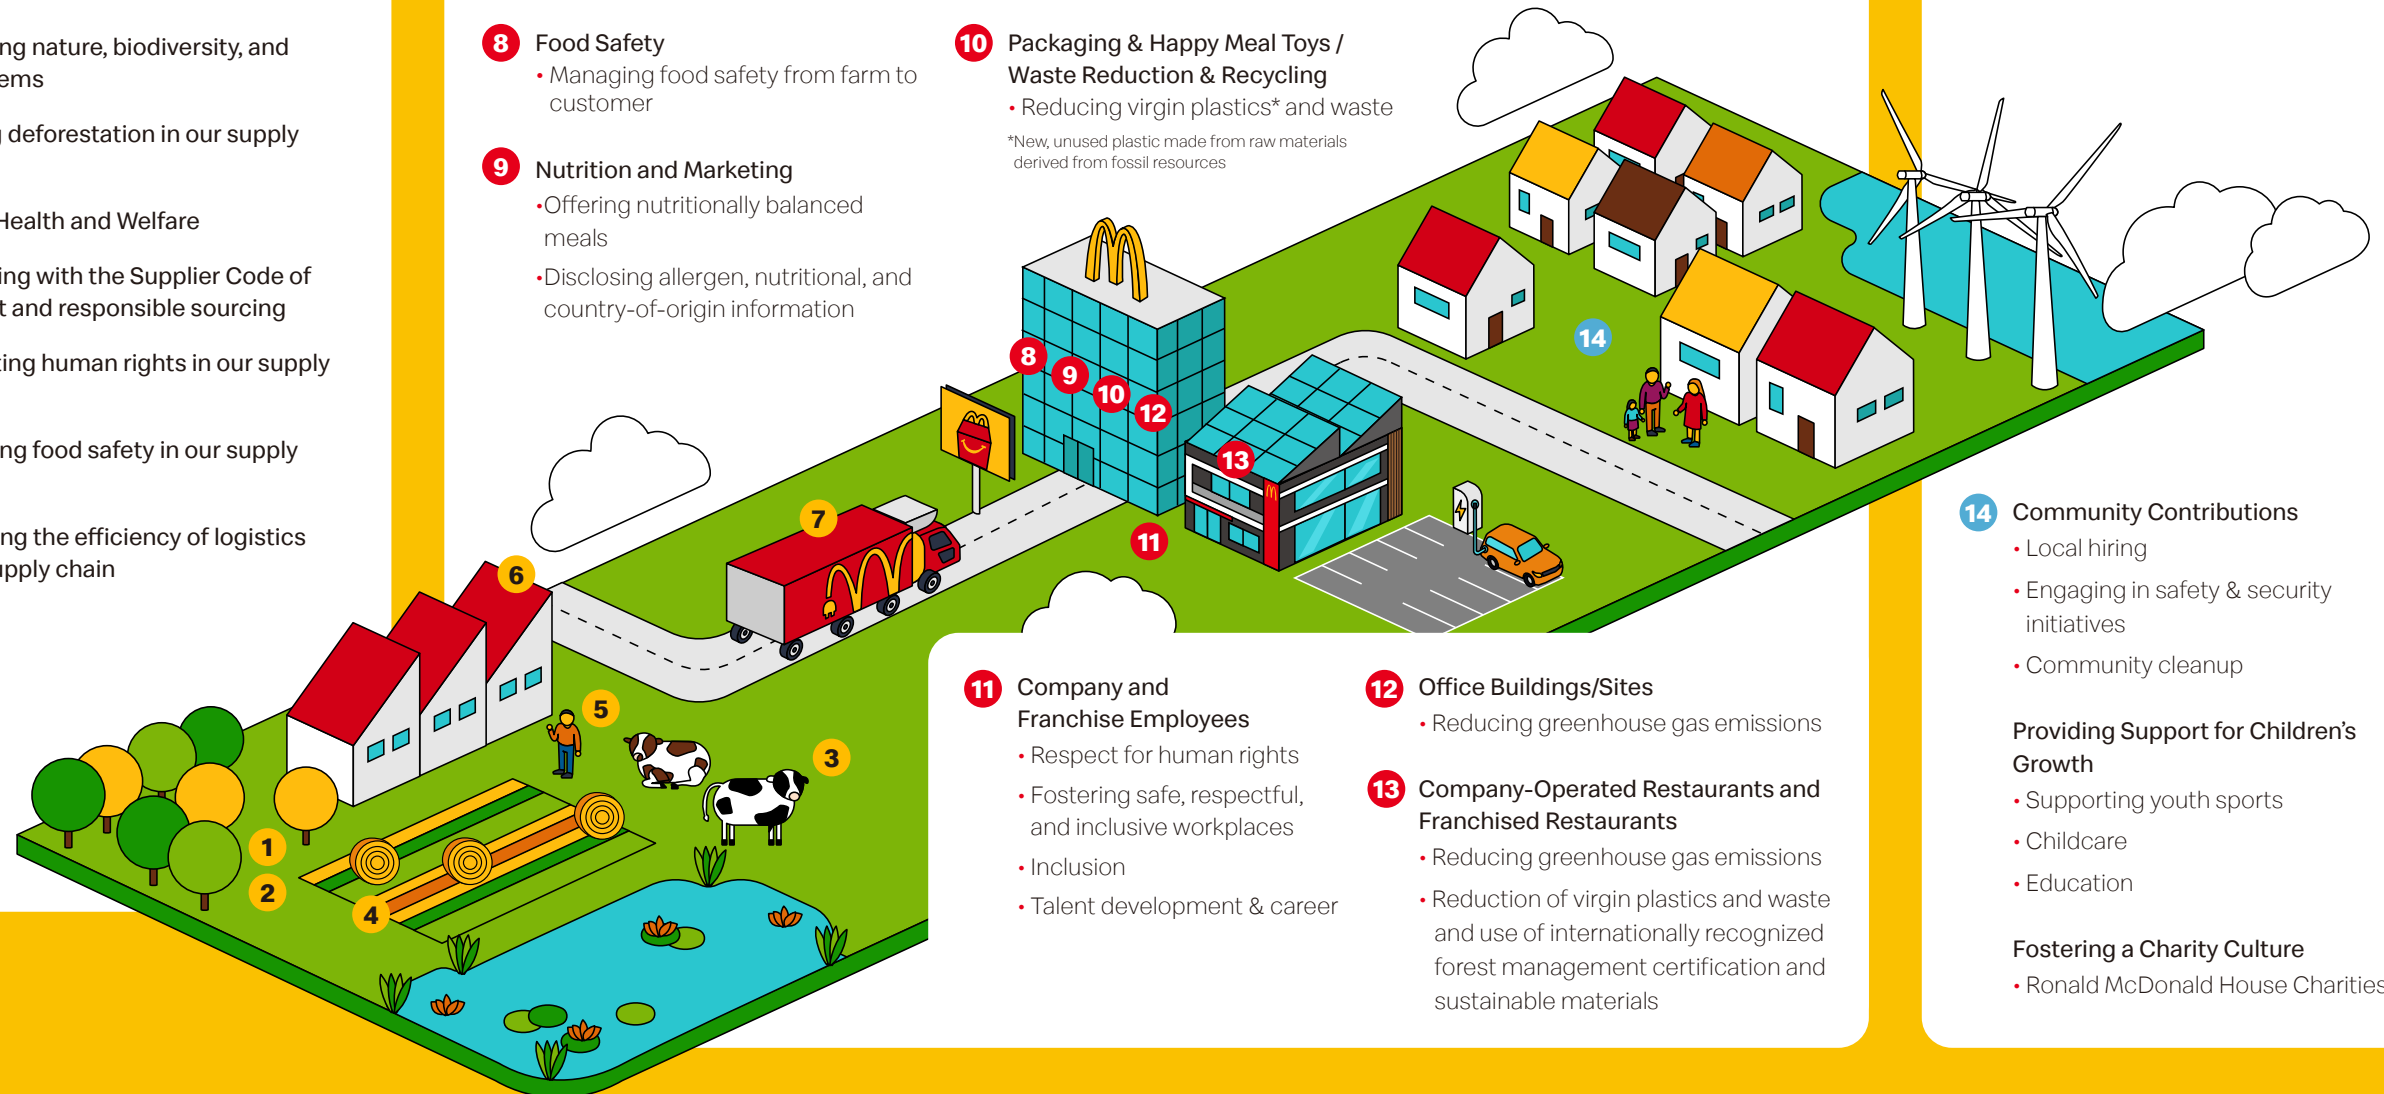 ng nature, biodiversity, and
ems
deforestation in our supply
Health and Welfare
ing with the Supplier Code of
t and responsible sourcing
ting human rights in our supply
ng food safety in our supply
ng the efficiency of logistics
upply chain
8 Food Safety
• Managing food safety from farm to
customer
9 Nutrition and Marketing
•Offering nutritionally balanced
meals
•Disclosing allergen, nutritional, and
country-of-origin information
10 Packaging & Happy Meal Toys /
Waste Reduction & Recycling
• Reducing virgin plastics* and waste
*New, unused plastic made from raw materials
derived from fossil resources
8
9
10
12
13
14
7
11
6
5
3
1
2
4
11 Company and
Franchise Employees
• Respect for human rights
• Fostering safe, respectful,
and inclusive workplaces
• Inclusion
• Talent development & career
12 Office Buildings/Sites
• Reducing greenhouse gas emissions
13 Company-Operated Restaurants and
Franchised Restaurants
• Reducing greenhouse gas emissions
• Reduction of virgin plastics and waste
and use of internationally recognized
forest management certification and
sustainable materials
14 Community Contributions
• Local hiring
• Engaging in safety & security
initiatives
• Community cleanup
Providing Support for Children's
Growth
• Supporting youth sports
• Childcare
• Education
Fostering a Charity Culture
• Ronald McDonald House Charities